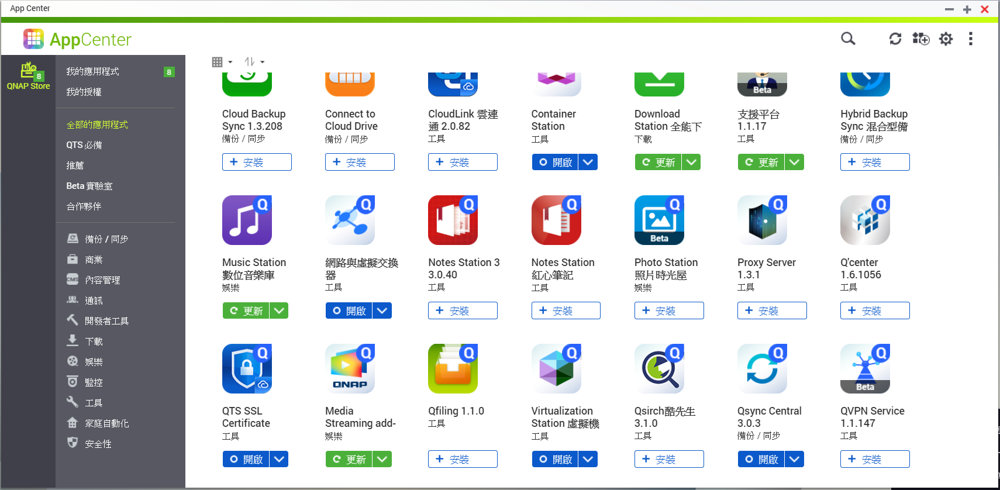 App Center
AppCenter
8
QNAP Store
我的應用程式 8
我的授權
全部的應用程式
QTS 必備
推薦
Beta 實驗室
合作夥伴
備份 / 同步
商業
CMS 內容管理
通訊
開發者工具
下載
娛樂
監控
工具
家庭自動化
安全性
Beta
Cloud Backup
Sync 1.3.208
備份 / 同步
+ 安裝
Connect to
Cloud Drive
備份 / 同步
+ 安裝
CloudLink 雲連
通 2.0.82
工具
+ 安裝
Container
Station
工具
開啟
Download
Station 全能下
下載
更新
支援平台
1.1.17
工具
更新
Hybrid Backup
Sync 混合型備
備份 / 同步
+ 安裝
Q
Music Station
數位音樂庫
娛樂
更新
Q
網路與虛擬交換
器
工具
開啟
Q
Notes Station 3
3.0.40
工具
+ 安裝
Q
Notes Station
紅心筆記
工具
+ 安裝
Q
Beta
Photo Station
照片時光屋
娛樂
+ 安裝
Q
Proxy Server
1.3.1
工具
+ 安裝
Q
Q'center
1.6.1056
工具
+ 安裝
Q
QTS SSL
Certificate
工具
開啟
Q
QNAP
Media
Streaming add-
娛樂
更新
Q
Qfiling 1.1.0
工具
+ 安裝
Q
Virtualization
Station 虛擬機
工具
開啟
Q
Qsirch酷先生
3.1.0
工具
+ 安裝
Q
Qsync Central
3.0.3
備份 / 同步
開啟
Q
Beta
QVPN Service
1.1.147
工具
+ 安裝